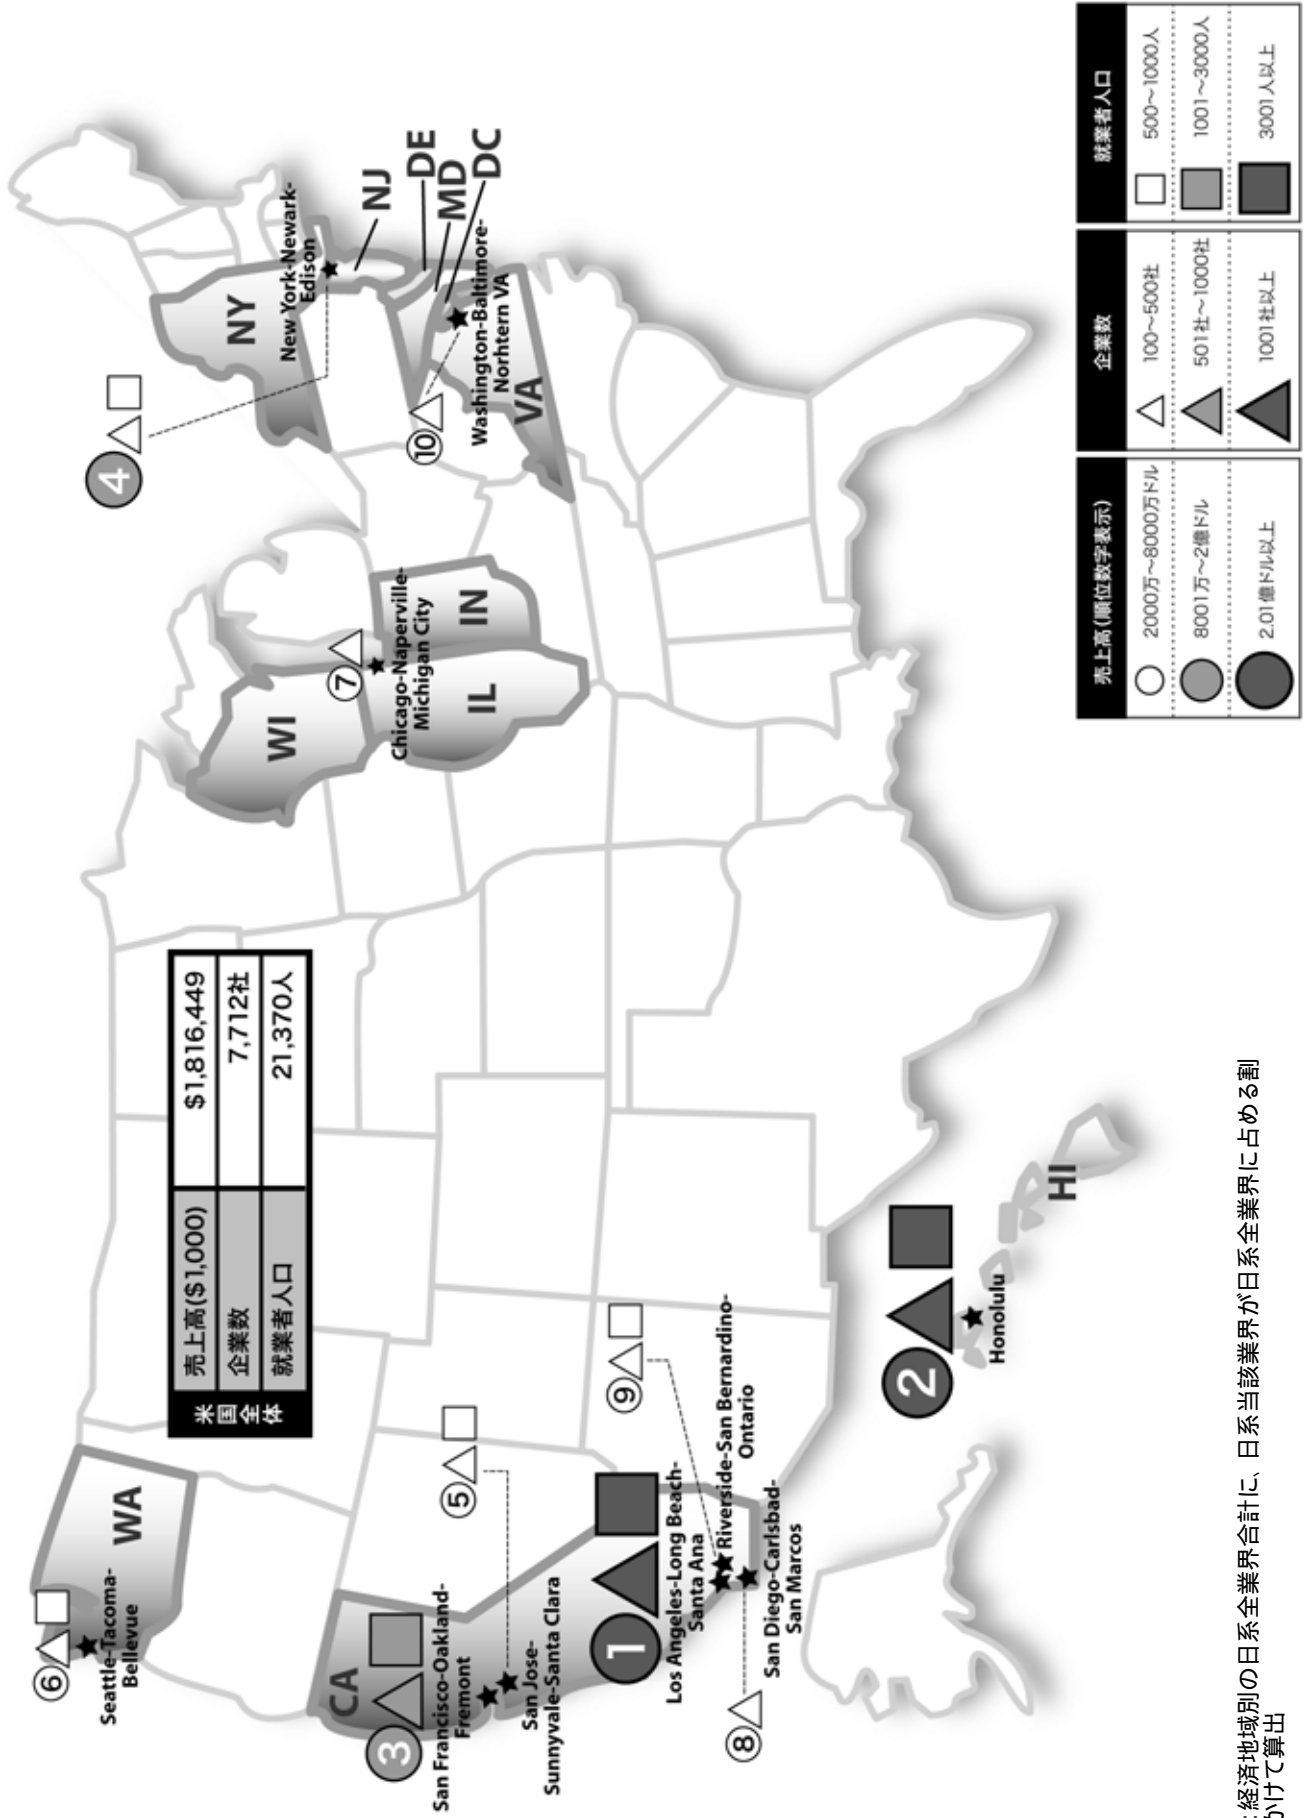 米国全体
売上高($1,000) $1,816,449
企業数 7,712社
就業者人口 21,370人
WA
⑥
Seattle-Tacoma-
Bellevue
CA
3
San Francisco-Oakland-
Fremont
⑤
San Jose-
Sunnyvale-Santa Clara
1
Los Angeles-Long Beach-
Santa Ana
⑨
Riverside-San Bernardino-
Ontario
⑧
San Diego-Carlsbad-
San Marcos
2
Honolulu
HI
WI
⑦
Chicago-Naperville-
Michigan City
IL
IN
4
NY
New York-Newark-
Edison
NJ
DE
MD
DC
⑩
Washington-Baltimore-
Norhtern VA
VA
売上高(順位数字表示)
2000万~8000万ドル
8001万~2億ドル
2.01億ドル以上
企業数
100~500社
501社~1000社
1001社以上
就業者人口
500~1000人
1001~3000人
3001人以上
:経済地域別の日系全業界合計に、日系当該業界が日系全業界に占める割
かけて算出